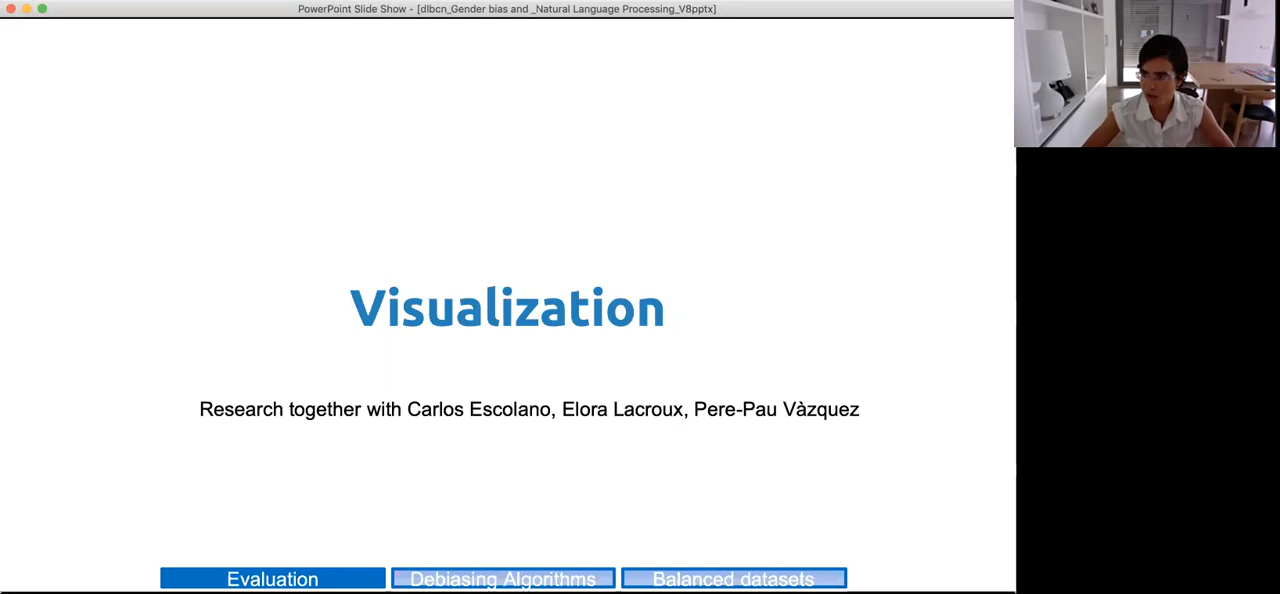 PowerPoint Slide Show - [dlbcn_Gender bias and _Natural Language Processing_V8pptx]
Visualization
Research together with Carlos Escolano, Elora Lacroux, Pere-Pau Vàzquez
Evaluation
Debiasing Algorithms
Balanced datasets